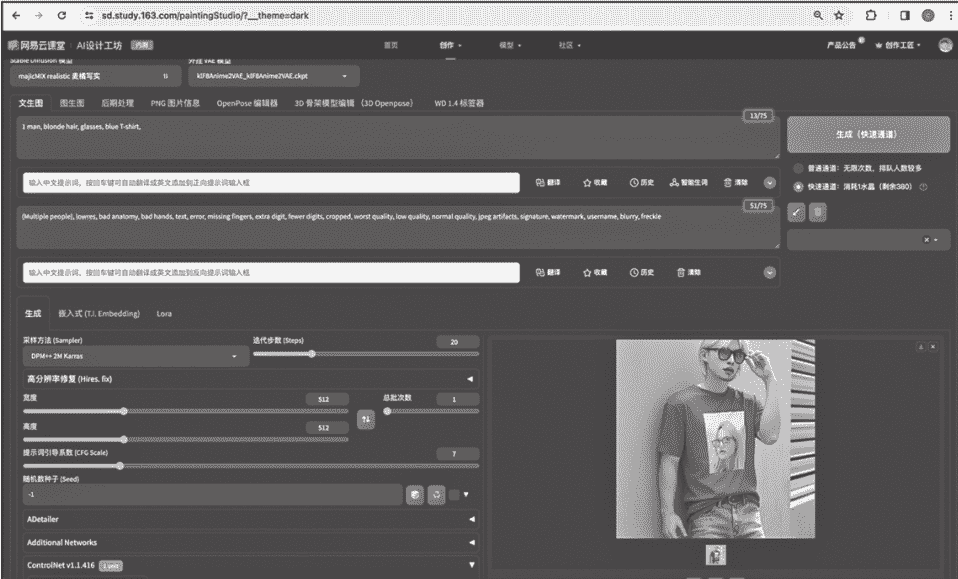 sd.study.163.com/paintingStudio/?__theme=dark
网易云课堂 AI设计工坊 内测 首页 创作 模型 社区 产品公告 创作工匠
Stable Diffusion 模型 外挂 VAE 模型
majicMIX realistic 麦橘写实 klF8Anime2VAE_klF8Anime2VAE.ckpt
文生图 图生图 后期处理 PNG 图片信息 OpenPose 编辑器 3D 骨架模型编辑 (3D Openpose) WD 1.4 标签器
13/75
1 man, blonde hair, glasses, blue T-shirt,
生成（快速通道）
普通通道：无限次数，排队人数较多
输入中文提示词，按回车键可自动翻译成英文添加到正向提示词输入框 翻译 收藏 历史 智能生词 清除
快速通道：消耗1水晶（剩余380）
51/75
(Multiple people), lowres, bad anatomy, bad hands, text, error, missing fingers, extra digit, fewer digits, cropped, worst quality, low quality, normal quality, jpeg artifacts, signature, watermark, username, blurry, freckle
输入中文提示词，按回车键可自动翻译成英文添加到反向提示词输入框 翻译 收藏 历史 清除
生成 嵌入式 (T.I. Embedding) Lora
采样方法 (Sampler) 迭代步数 (Steps) 20
DPM++ 2M Karras
高分辨率修复 (Hires. fix)
宽度 512 总批次数 1
高度 512
提示词引导系数 (CFG Scale) 7
随机数种子 (Seed)
-1
ADetailer
Additional Networks
ControlNet v1.1.416 1 unit